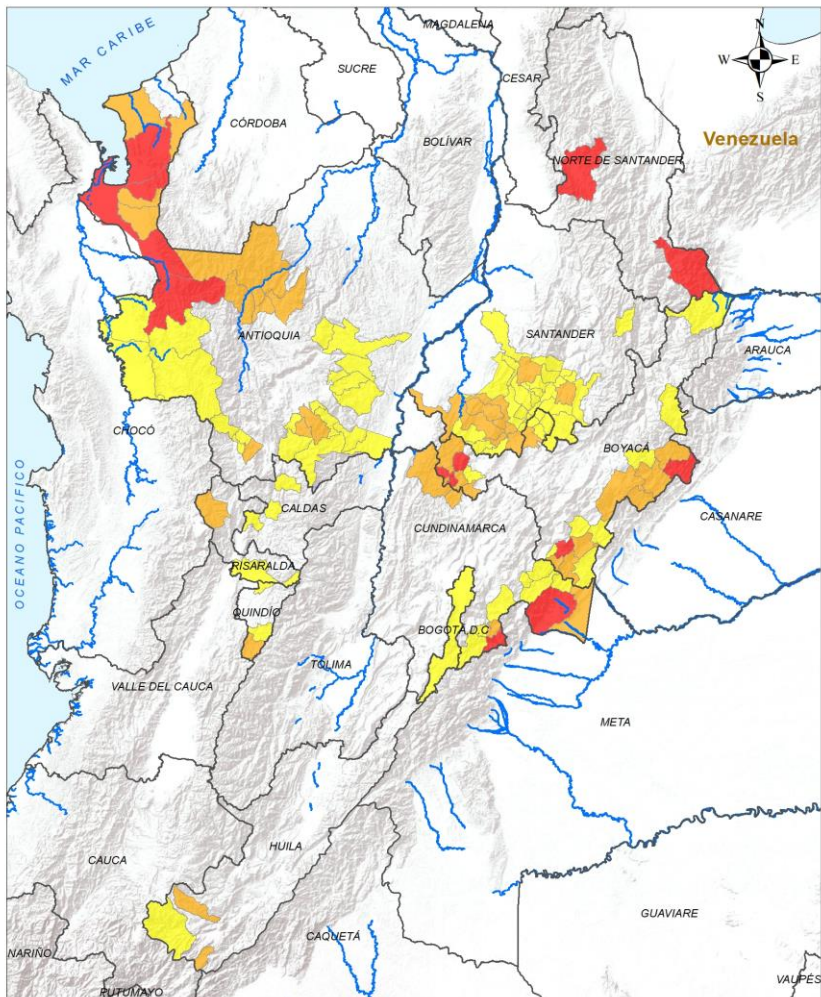 MAGDALENA
N
MAR CARIBE
SUCRE
W E
CESAR
S
CÓRDOBA
BOLÍVAR
Venezuela
NORTE DE SANTANDER
ANTIOQUIA
SANTANDER
ARAUCA
CHOCÓ
BOYACÁ
OCEANO PACIFICO
CALDAS
CUNDINAMARCA
CASANARE
RISARALDA
QUINDÍO
BOGOTÁ, D.C
TOLIMA
VALLE DEL CAUCA
META
HUILA
CAUCA
GUAVIARE
NARIÑO
CAQUETÁ
PUTUMAYO
VAUPÉS